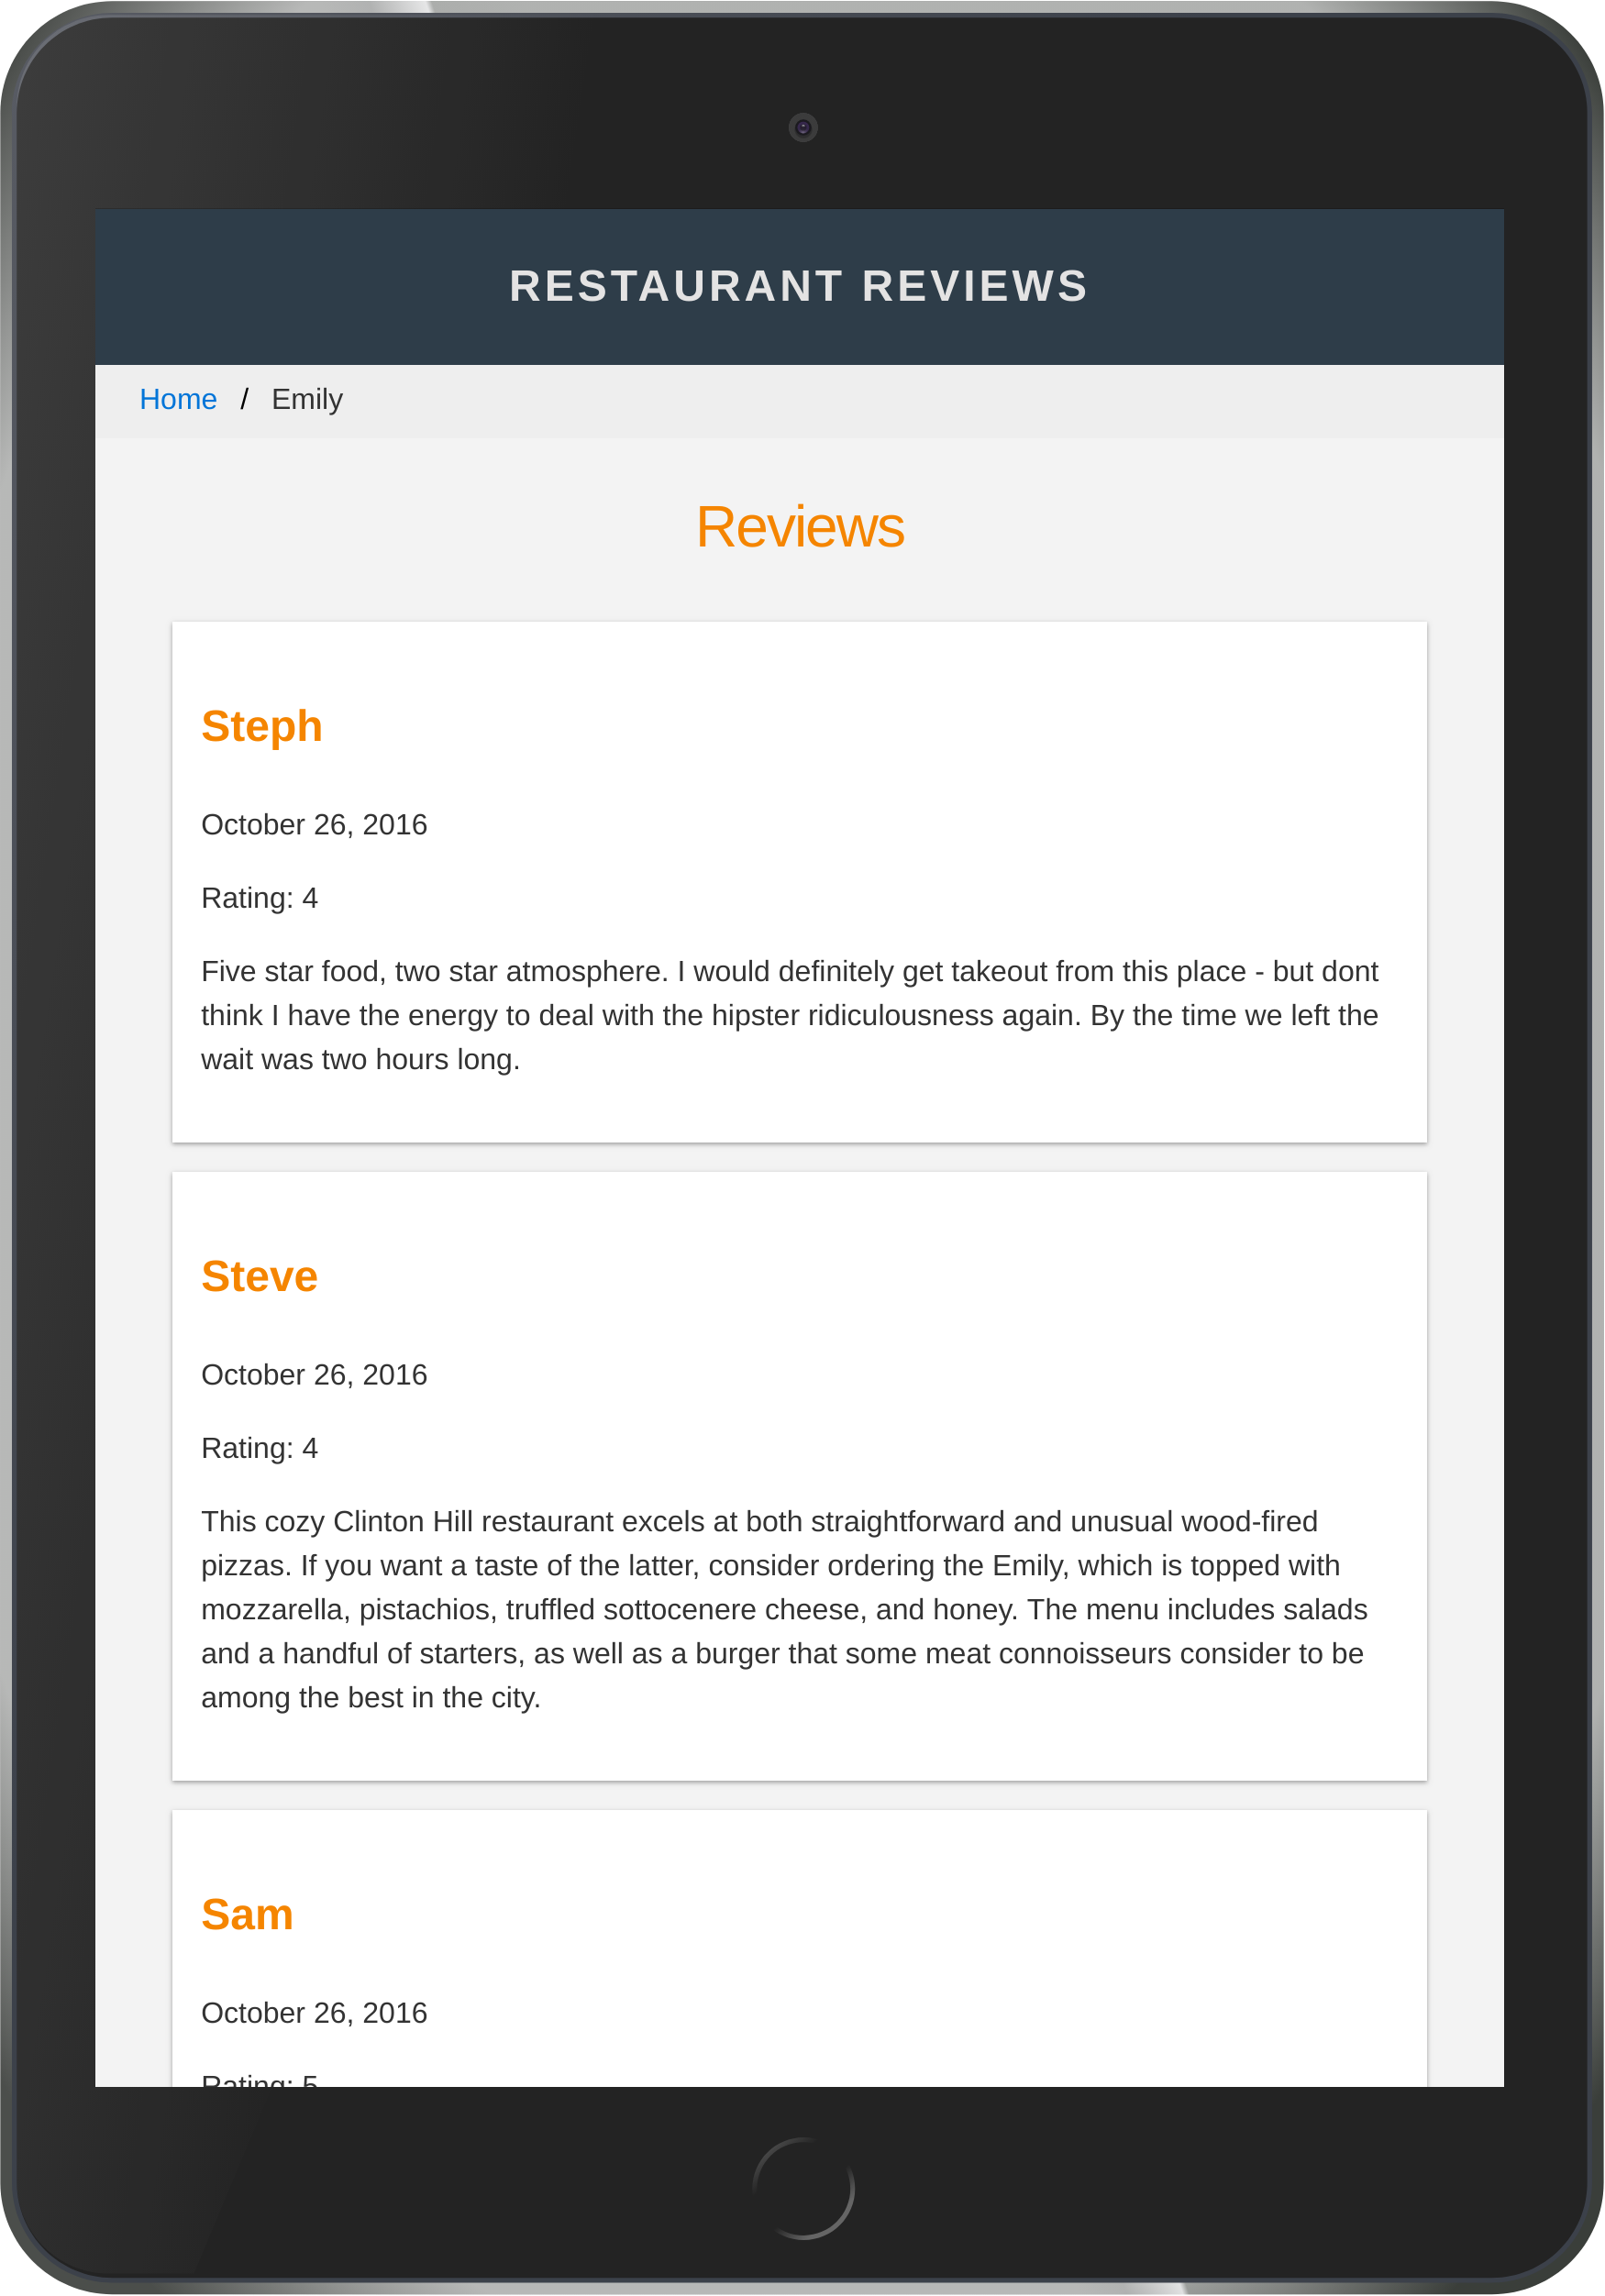 RESTAURANT REVIEWS
Home / Emily
Reviews
Steph
October 26, 2016
Rating: 4
Five star food, two star atmosphere. I would definitely get takeout from this place - but dont
think I have the energy to deal with the hipster ridiculousness again. By the time we left the
wait was two hours long.
Steve
October 26, 2016
Rating: 4
This cozy Clinton Hill restaurant excels at both straightforward and unusual wood-fired
pizzas. If you want a taste of the latter, consider ordering the Emily, which is topped with
mozzarella, pistachios, truffled sottocenere cheese, and honey. The menu includes salads
and a handful of starters, as well as a burger that some meat connoisseurs consider to be
among the best in the city.
Sam
October 26, 2016
Rating: 5